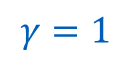 γ = 1